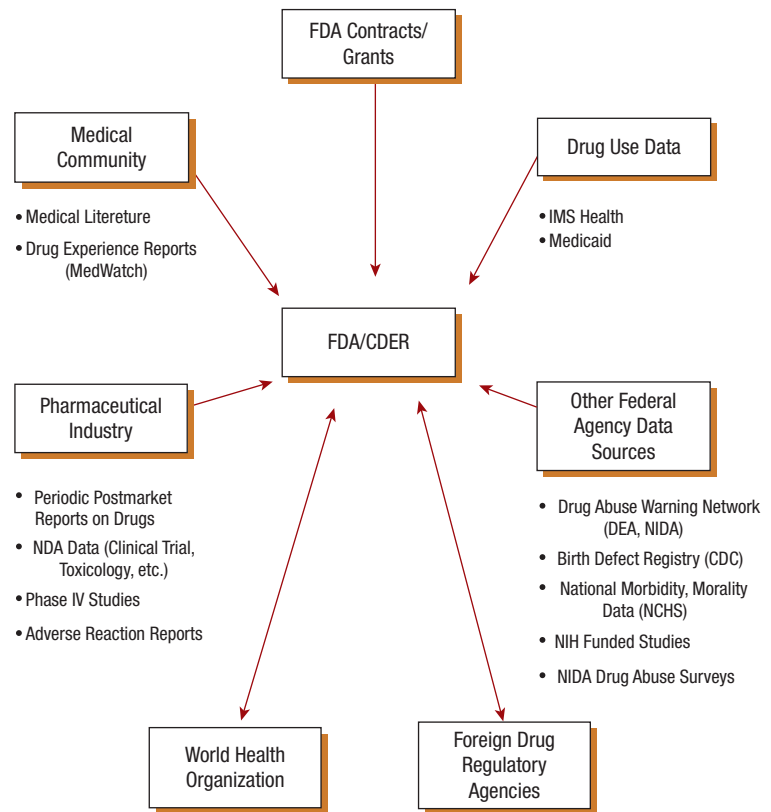 FDA Contracts/
Grants
Medical
Community
• Medical Litereture
• Drug Experience Reports
(MedWatch)
Drug Use Data
• IMS Health
• Medicaid
FDA/CDER
Pharmaceutical
Industry
• Periodic Postmarket
Reports on Drugs
• NDA Data (Clinical Trial,
Toxicology, etc.)
• Phase IV Studies
• Adverse Reaction Reports
Other Federal
Agency Data
Sources
• Drug Abuse Warning Network
(DEA, NIDA)
• Birth Defect Registry (CDC)
• National Morbidity, Morality
Data (NCHS)
• NIH Funded Studies
• NIDA Drug Abuse Surveys
World Health
Organization
Foreign Drug
Regulatory
Agencies